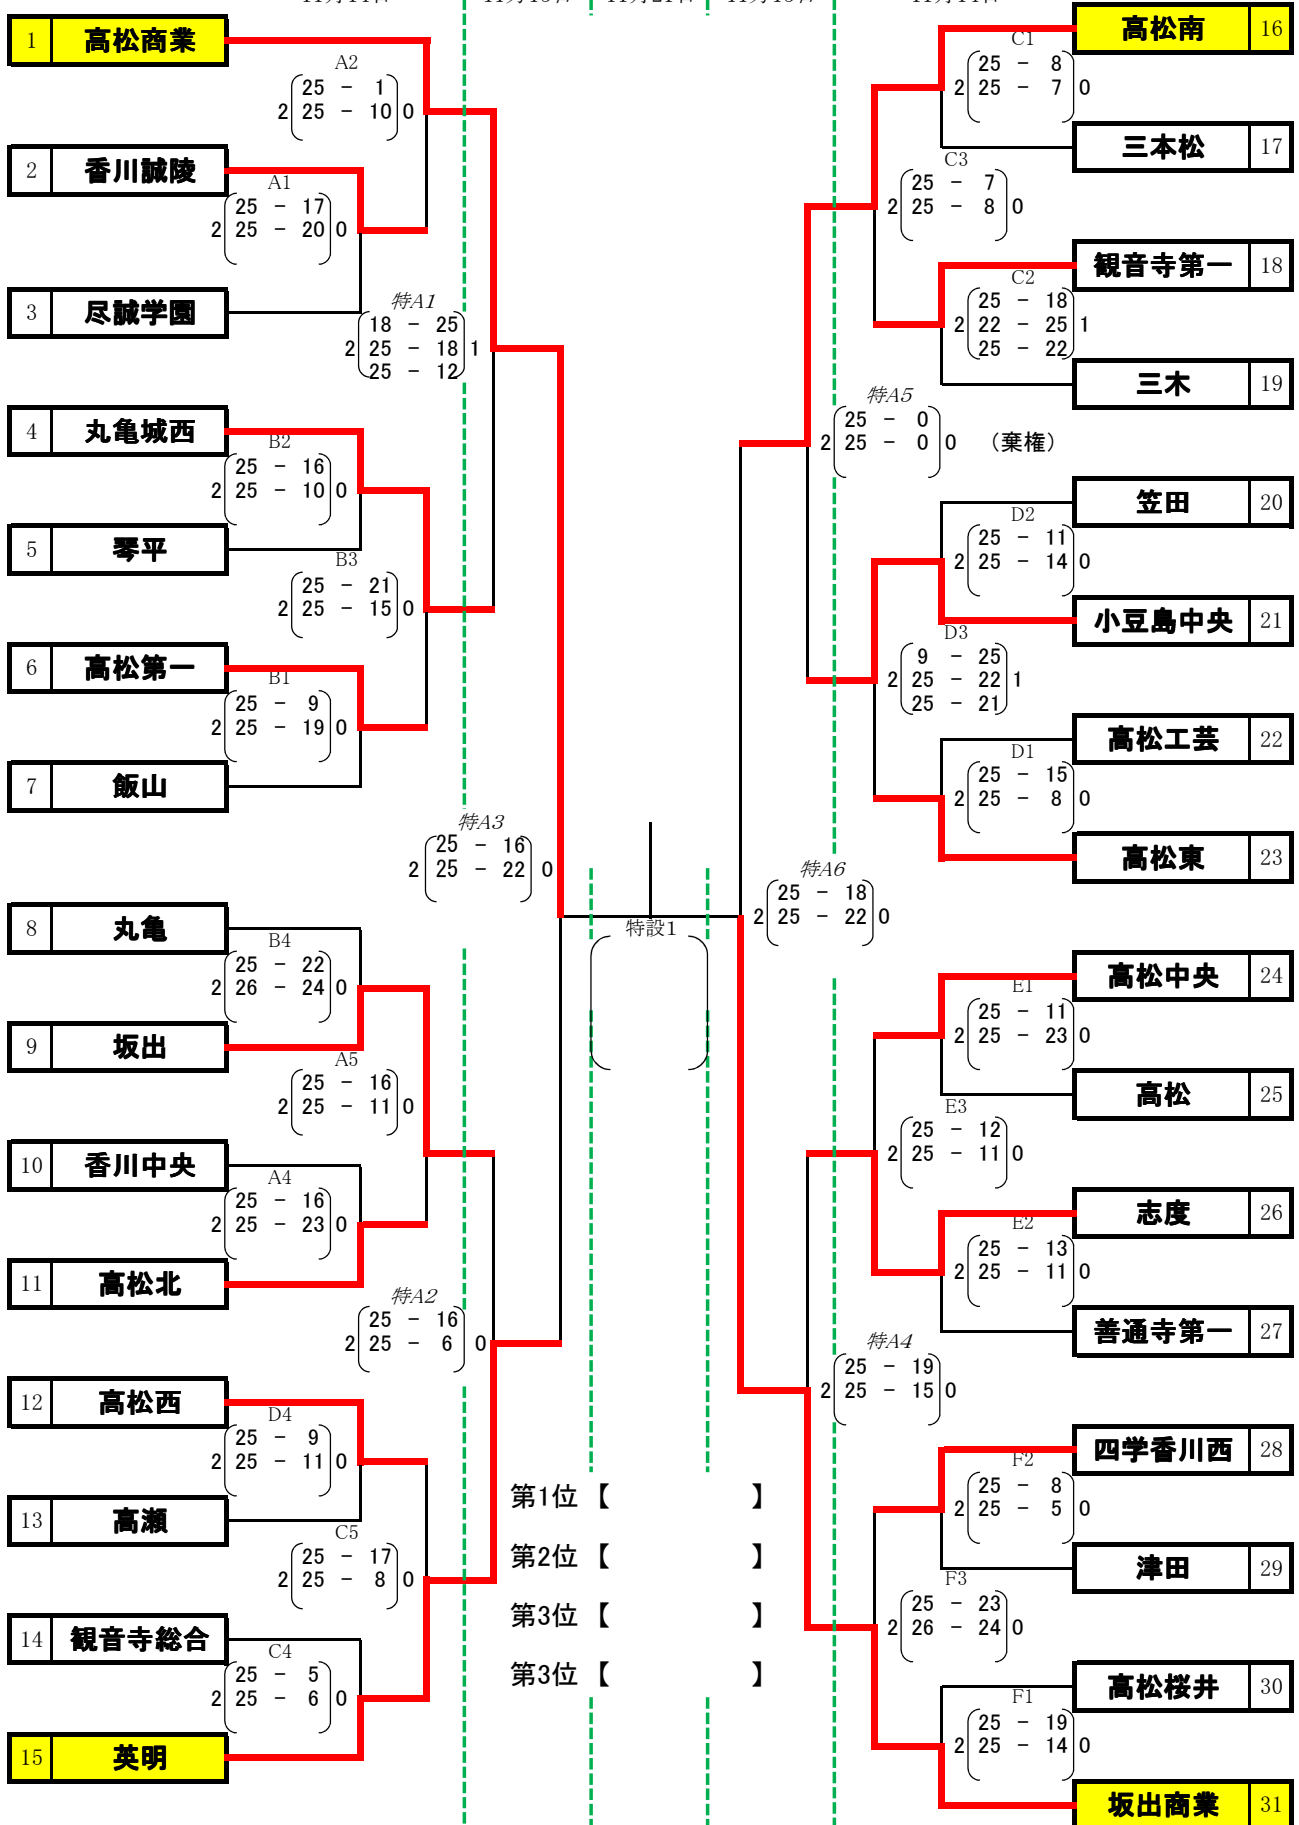 1 高松商業
A2
25 - 1
2 25 - 10 0
2 香川誠陵
A1
25 - 17
2 25 - 20 0
3 尽誠学園
特A1
18 - 25
2 25 - 18 1
25 - 12
4 丸亀城西
B2
25 - 16
2 25 - 10 0
5 琴平
B3
25 - 21
2 25 - 15 0
6 高松第一
B1
25 - 9
2 25 - 19 0
7 飯山
特A3
25 - 16
2 25 - 22 0
8 丸亀
B4
25 - 22
2 26 - 24 0
9 坂出
A5
25 - 16
2 25 - 11 0
10 香川中央
A4
25 - 16
2 25 - 23 0
11 高松北
特A2
25 - 16
2 25 - 6 0
12 高松西
D4
25 - 9
2 25 - 11 0
13 高瀬
C5
25 - 17
2 25 - 8 0
14 観音寺総合
C4
25 - 5
2 25 - 6 0
15 英明
特設1
第1位【 】
第2位【 】
第3位【 】
第3位【 】
高松南 16
C1
25 - 8
2 25 - 7 0
三本松 17
C3
25 - 7
2 25 - 8 0
観音寺第一 18
C2
25 - 18
2 22 - 25 1
25 - 22
三木 19
特A5
25 - 0
2 25 - 0 0 （棄権）
笠田 20
D2
25 - 11
2 25 - 14 0
小豆島中央 21
D3
9 - 25
2 25 - 22 1
25 - 21
高松工芸 22
D1
25 - 15
2 25 - 8 0
高松東 23
特A6
25 - 18
2 25 - 22 0
高松中央 24
E1
25 - 11
2 25 - 23 0
高松 25
E3
25 - 12
2 25 - 11 0
志度 26
E2
25 - 13
2 25 - 11 0
善通寺第一 27
特A4
25 - 19
2 25 - 15 0
四学香川西 28
F2
25 - 8
2 25 - 5 0
津田 29
F3
25 - 23
2 26 - 24 0
高松桜井 30
F1
25 - 19
2 25 - 14 0
坂出商業 31